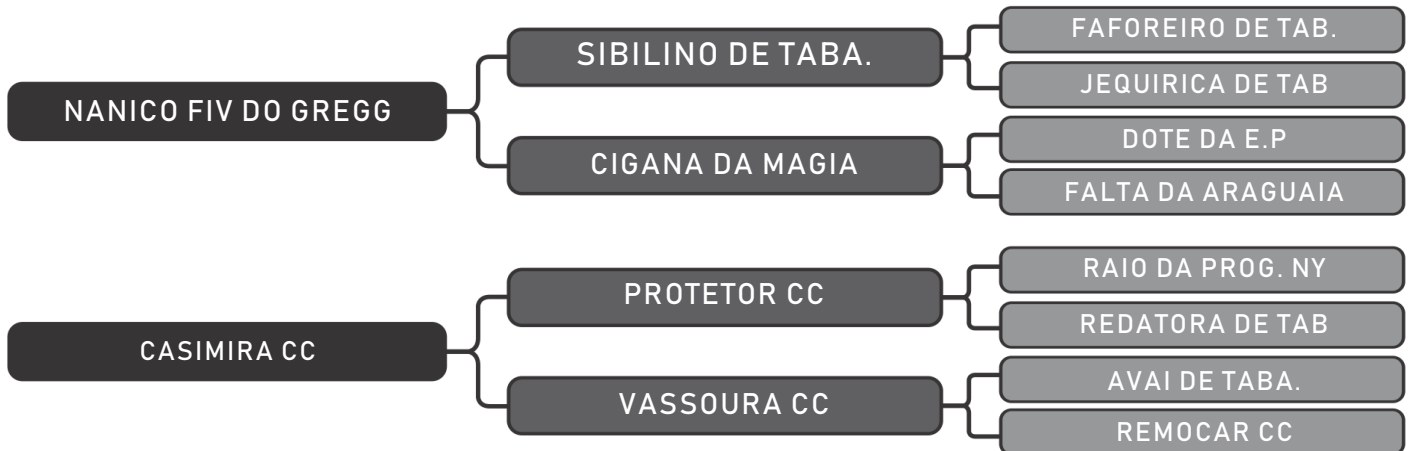 NANICO FIV DO GREGG
SIBILINO DE TABA.
FAFOREIRO DE TAB.
JEQUIRICA DE TAB
CIGANA DA MAGIA
DOTE DA E.P
FALTA DA ARAGUAIA
CASIMIRA CC
PROTETOR CC
RAIO DA PROG. NY
REDATORA DE TAB
VASSOURA CC
AVAI DE TABA.
REMOCAR CC